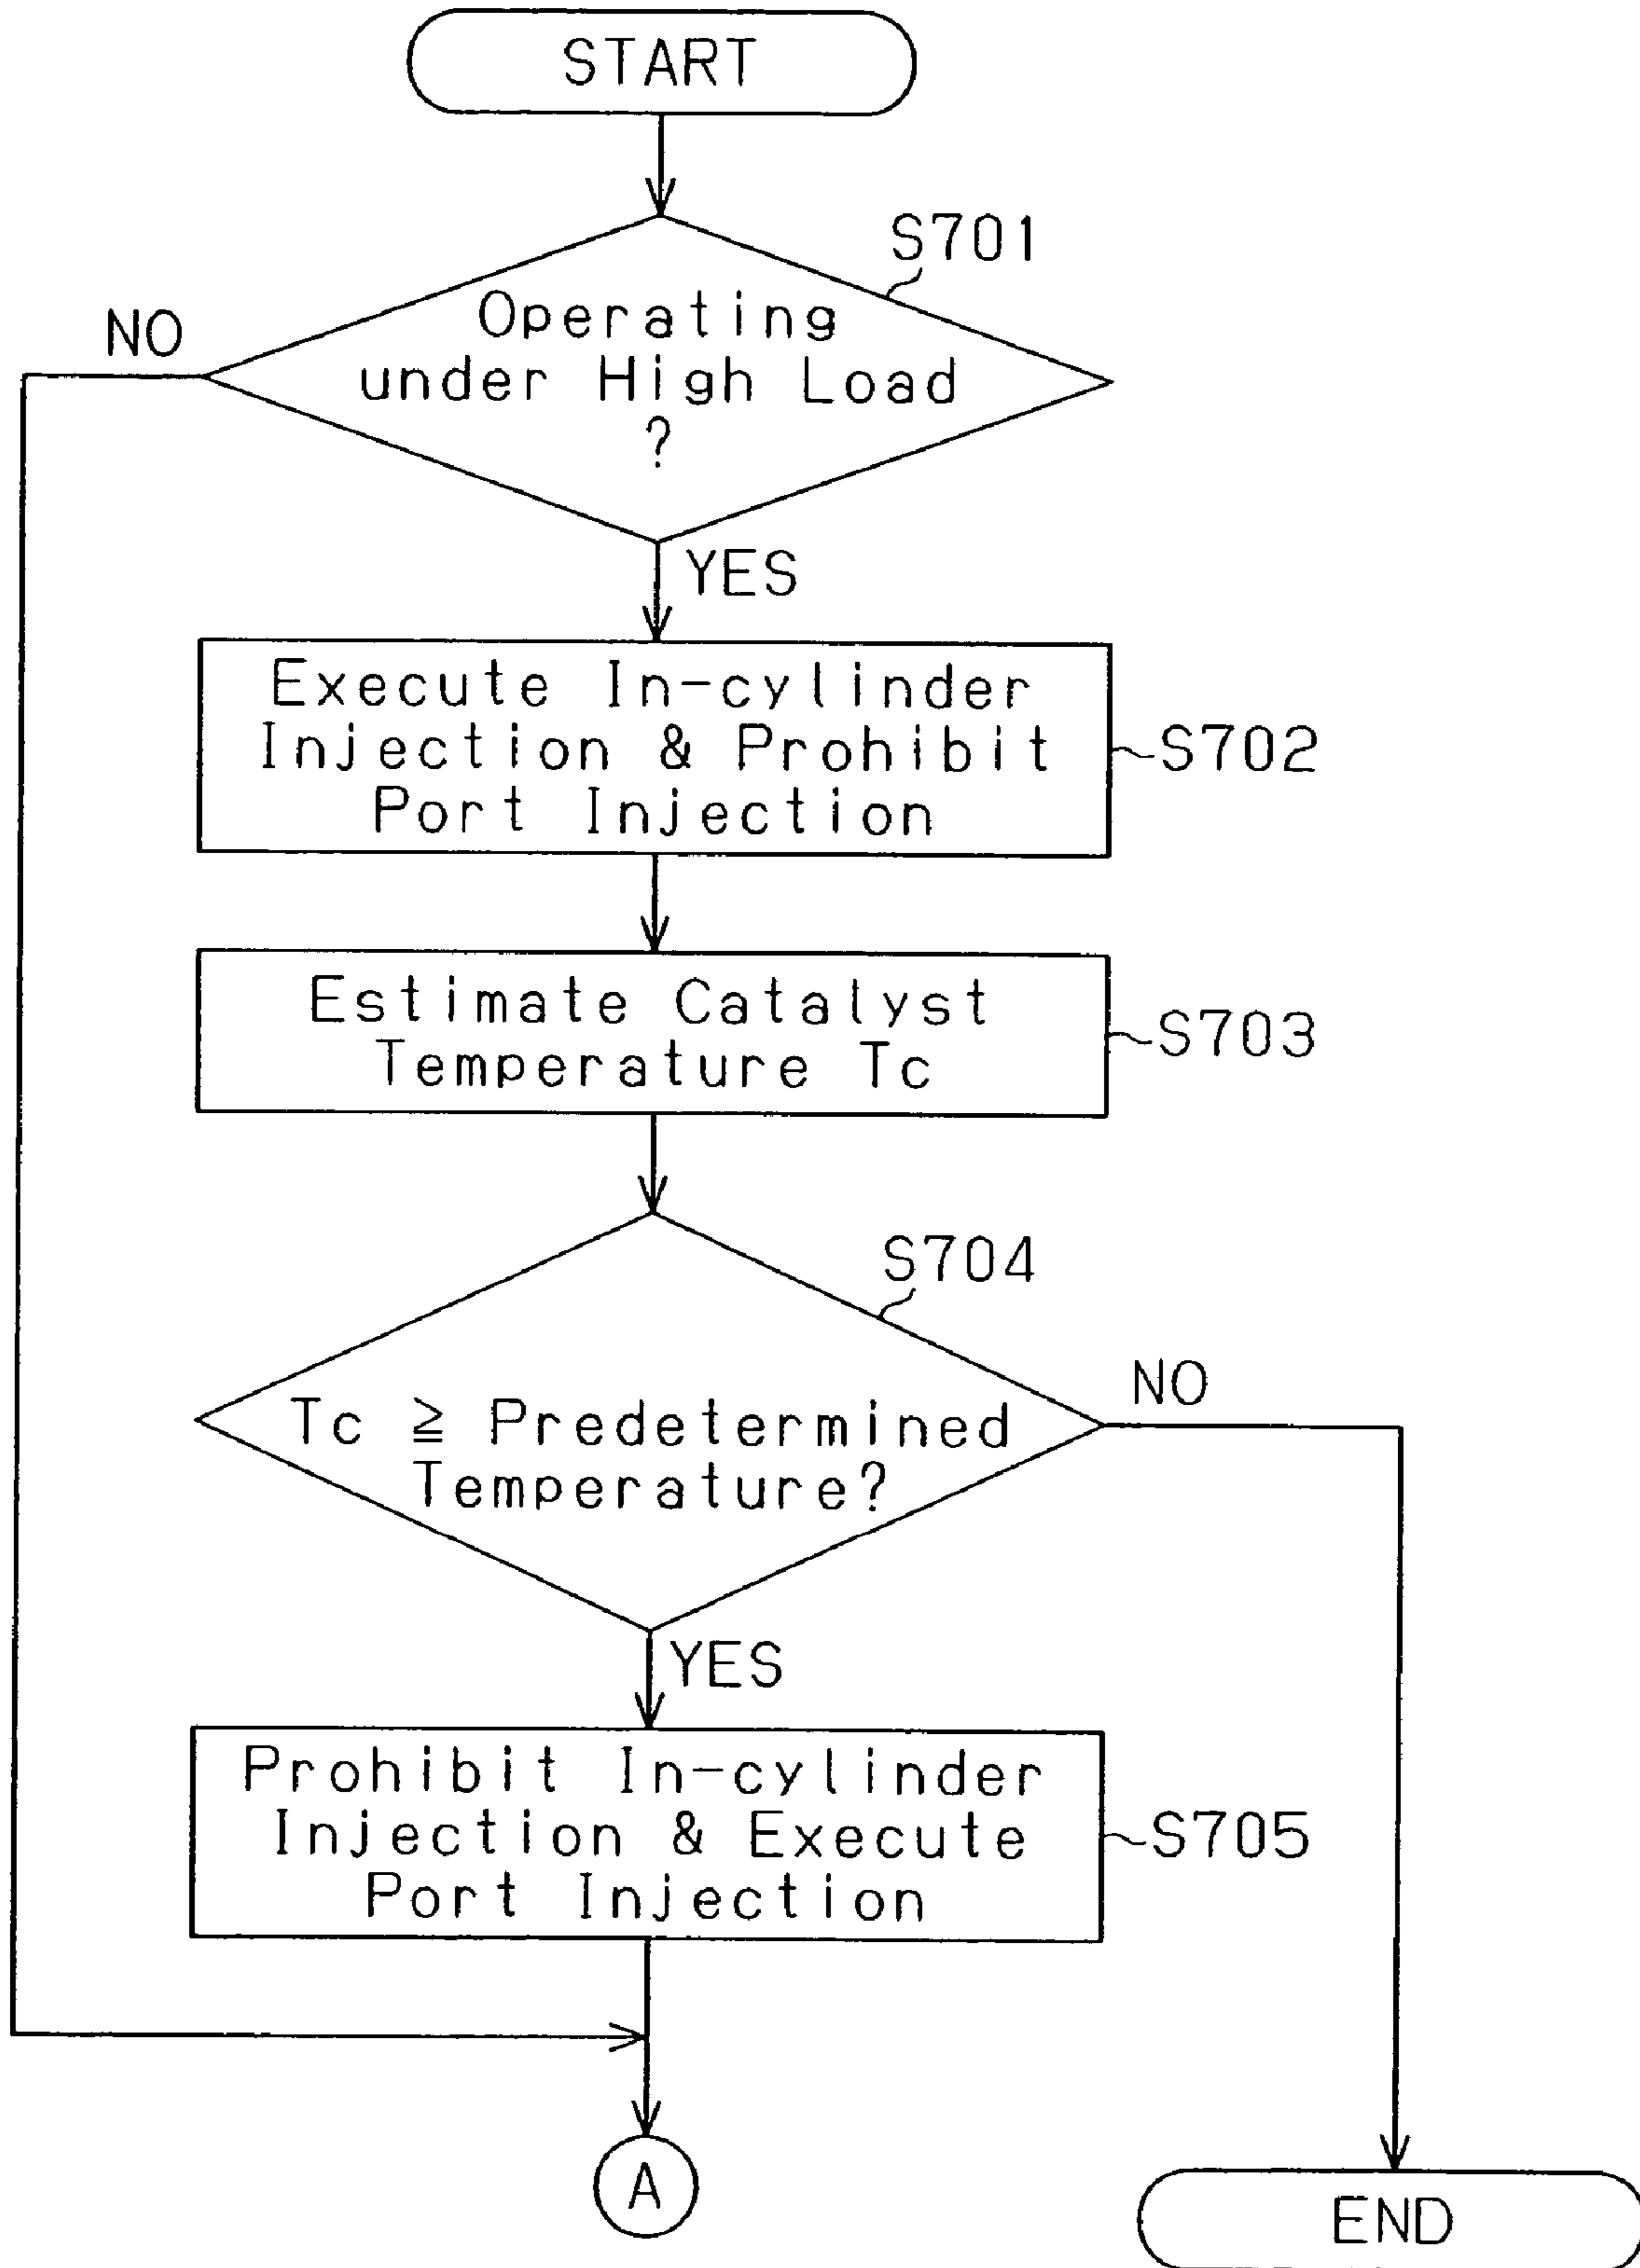 START
S701
Operating
under High Load
?
NO
YES
Execute In-cylinder
Injection & Prohibit
Port Injection
S702
Estimate Catalyst
Temperature Tc
S703
S704
Tc ≧ Predetermined
Temperature?
NO
YES
Prohibit In-cylinder
Injection & Execute
Port Injection
S705
A
END